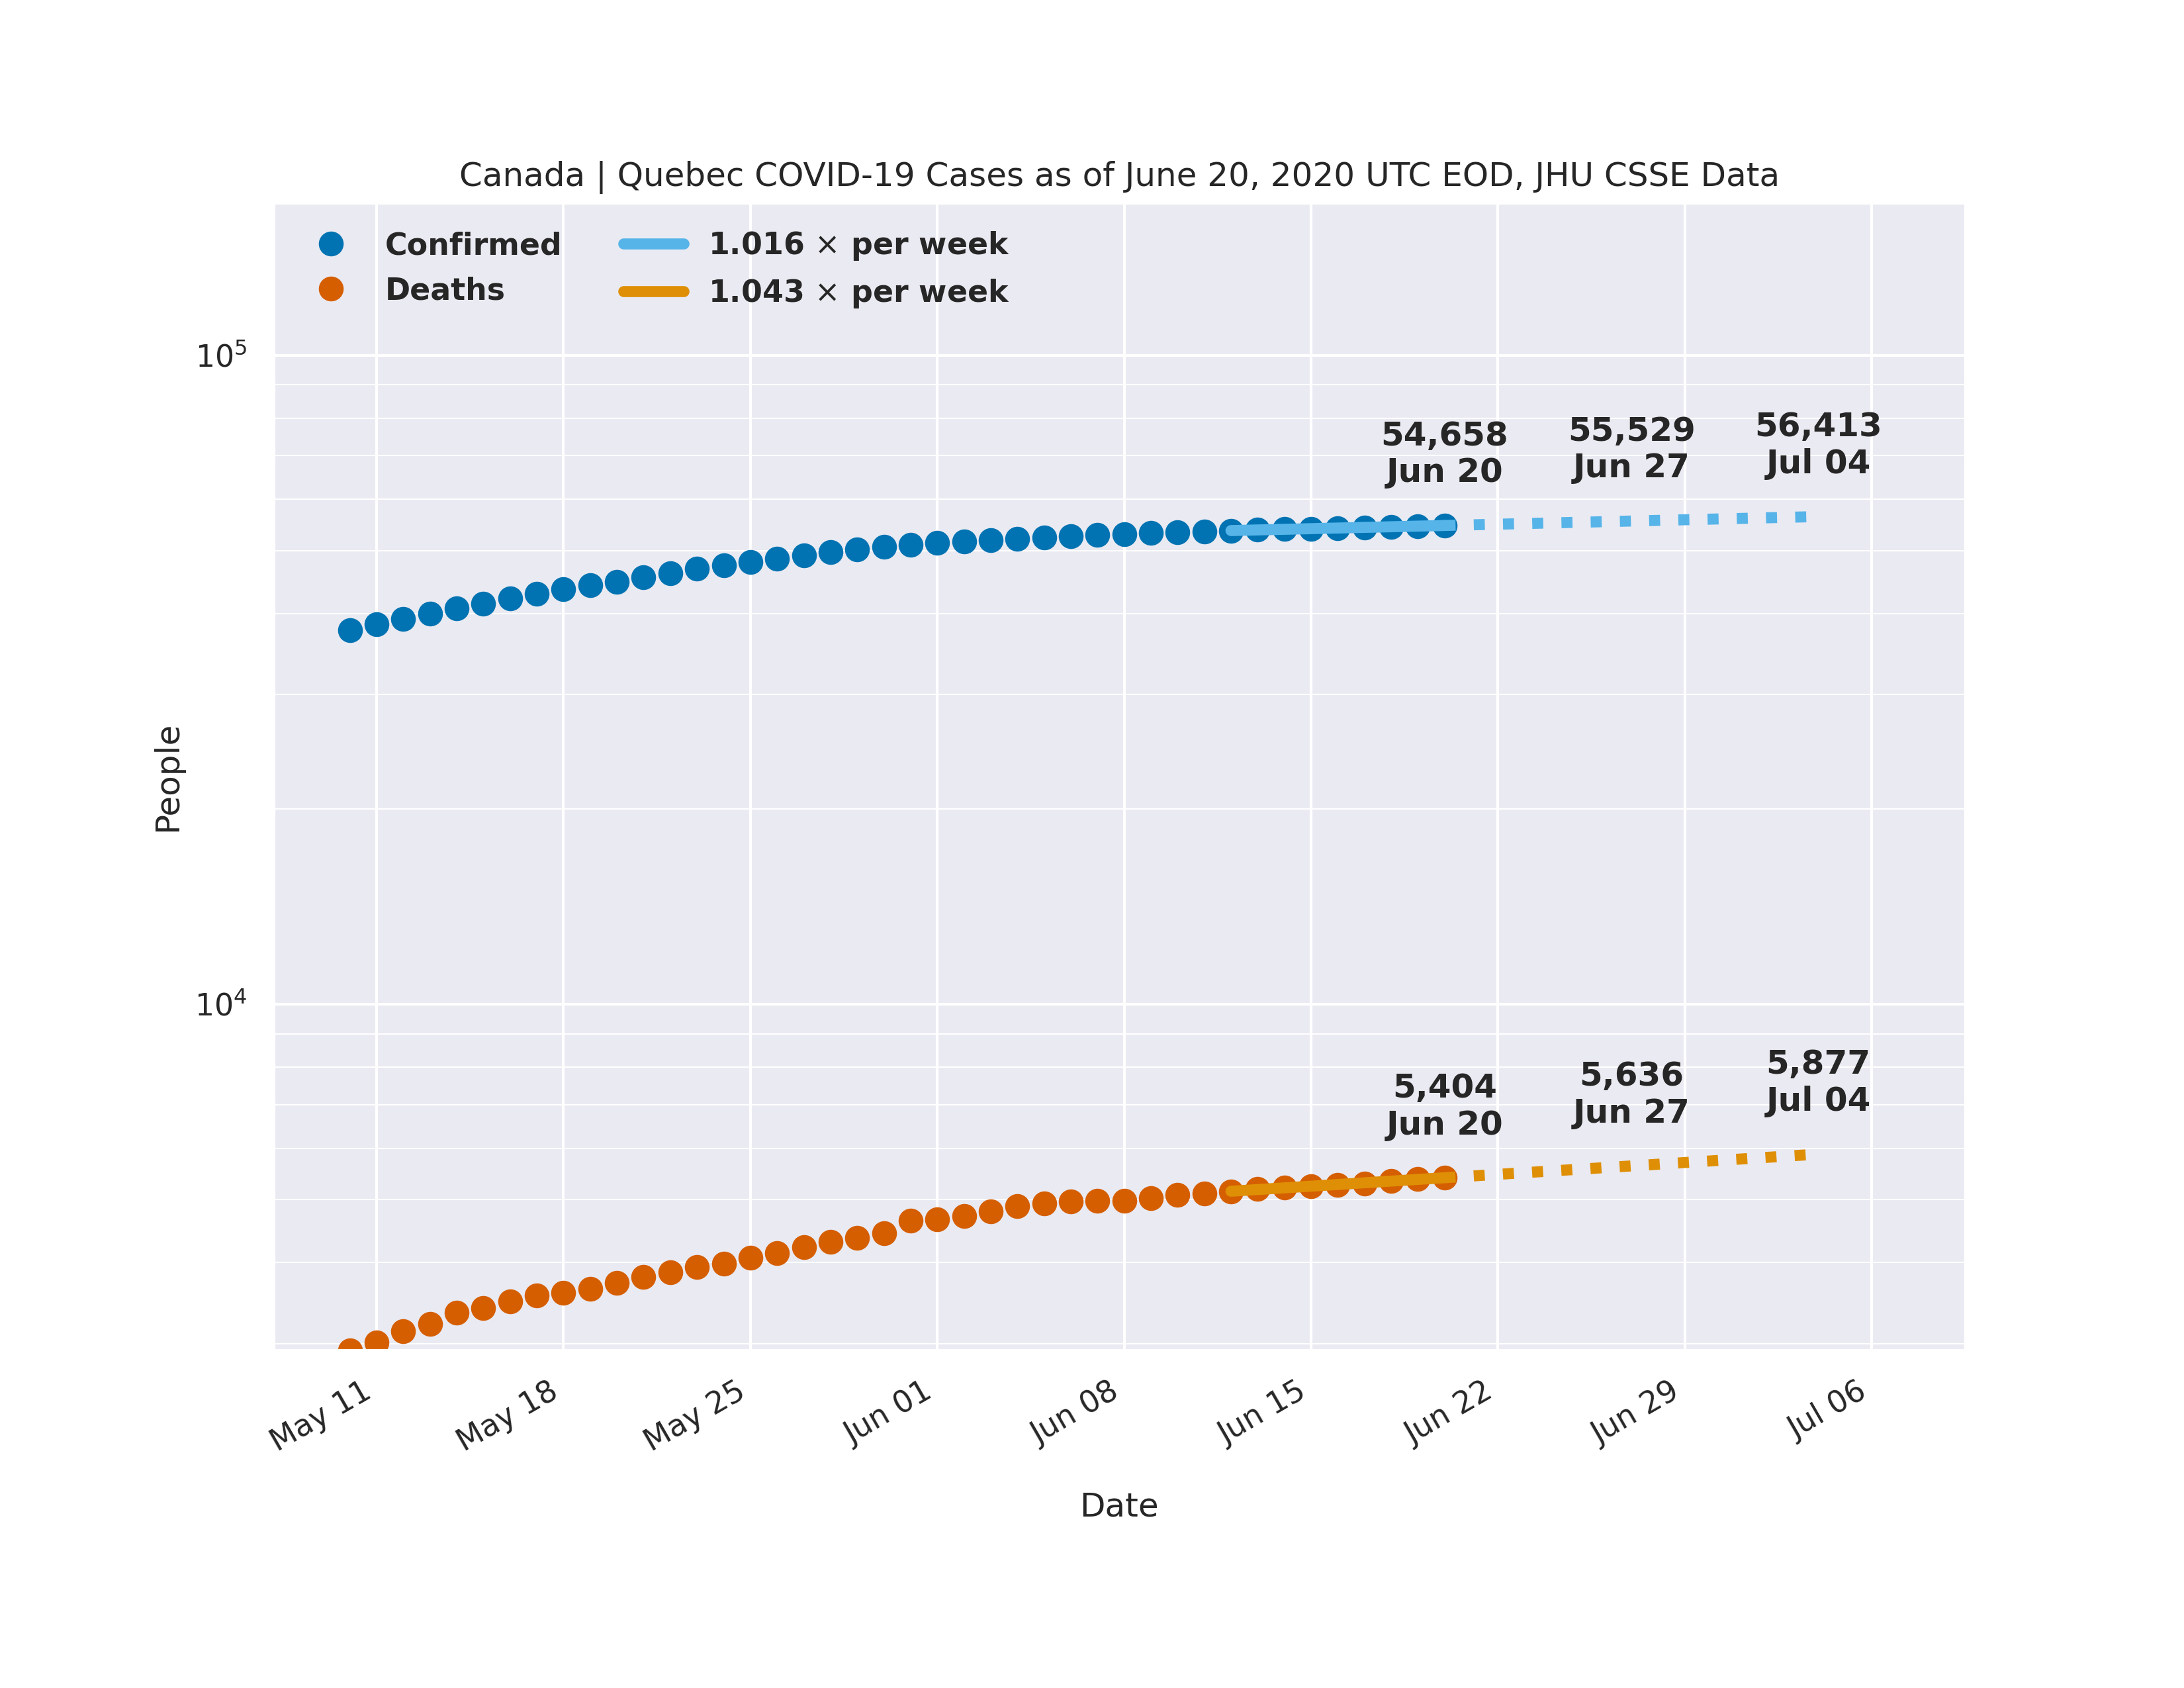 Canada | Quebec COVID-19 Cases as of June 20, 2020 UTC EOD, JHU CSSE Data
Confirmed
Deaths
1.016 × per week
1.043 × per week
10⁵
10⁴
People
54,658
Jun 20
55,529
Jun 27
56,413
Jul 04
5,404
Jun 20
5,636
Jun 27
5,877
Jul 04
May 11
May 18
May 25
Jun 01
Jun 08
Jun 15
Jun 22
Jun 29
Jul 06
Date